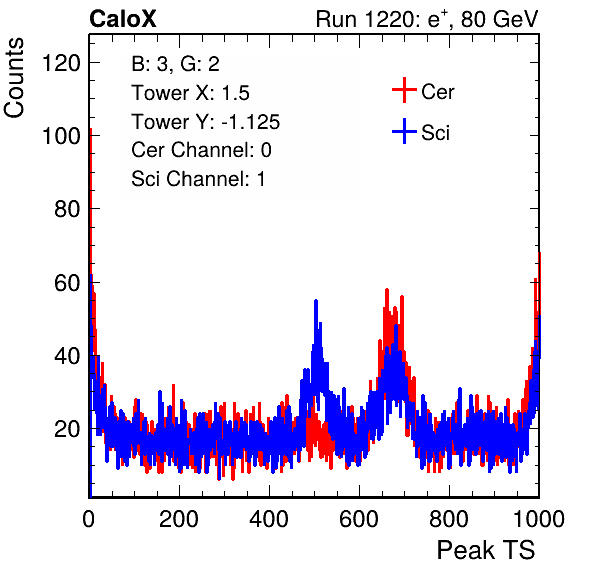 CaloX Run 1220: e⁺, 80 GeV
Counts
B: 3, G: 2
Tower X: 1.5
Tower Y: -1.125
Cer Channel: 0
Sci Channel: 1
Cer
Sci
120
100
80
60
40
20
0 200 400 600 800 1000
Peak TS